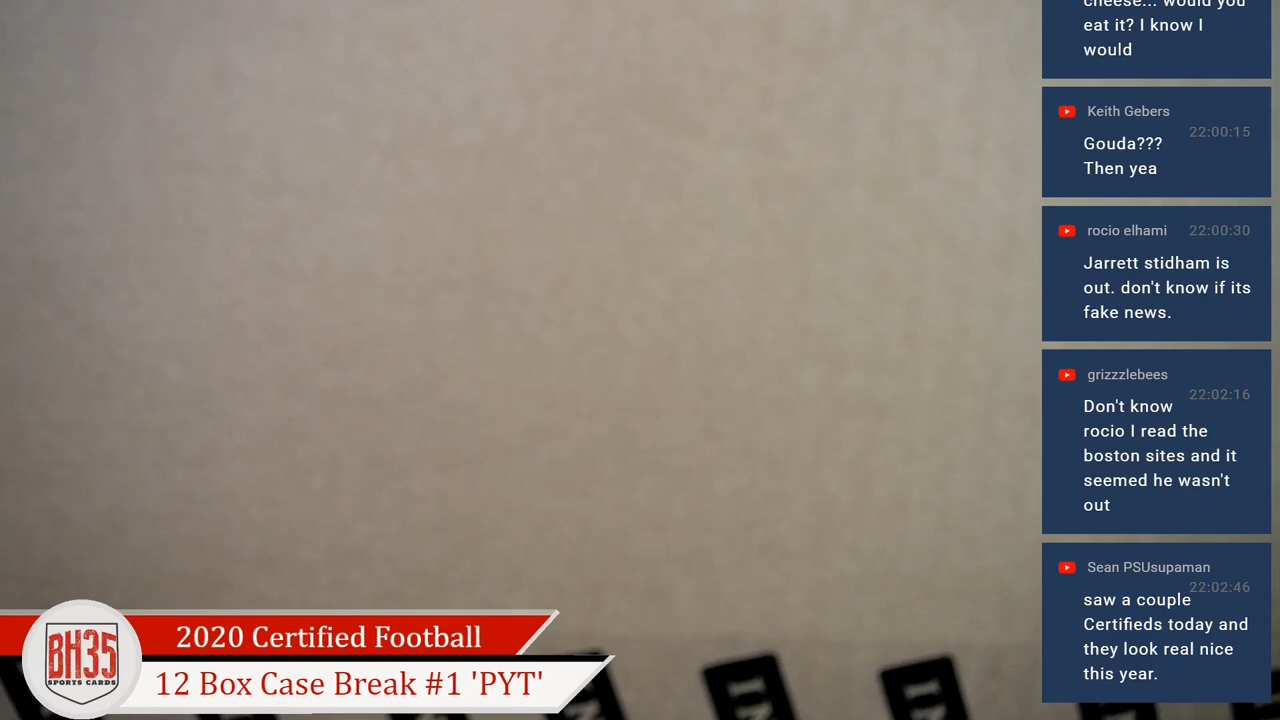 cheese... would you
eat it? I know I
would
Keith Gebers
22:00:15
Gouda???
Then yea
rocio elhami 22:00:30
Jarrett stidham is
out. don't know if its
fake news.
grizzzlebees
22:02:16
Don't know
rocio I read the
boston sites and it
seemed he wasn't
out
Sean PSUsupaman
22:02:46
saw a couple
Certifieds today and
they look real nice
this year.
2020 Certified Football
12 Box Case Break #1 'PYT'
BH35
SPORTS CARDS